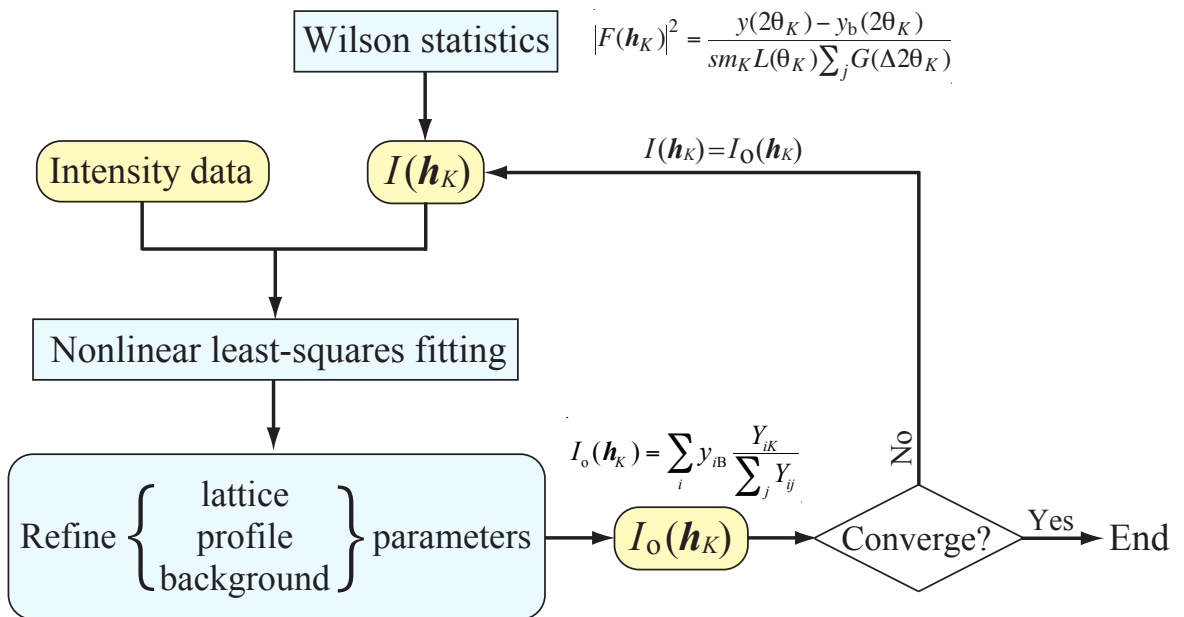 Wilson statistics
|F(h_K)|² = (y(2θ_K) − y_b(2θ_K)) / (sm_K L(θ_K) ∑_j G(Δ2θ_K))
Intensity data
I(h_K)
I(h_K)=I_o(h_K)
Nonlinear least-squares fitting
Refine { lattice
profile
background } parameters
I_o(h_K) = ∑_i y_iB Y_iK / ∑_j Y_ij
I_o(h_K)
Converge?
No
Yes
End